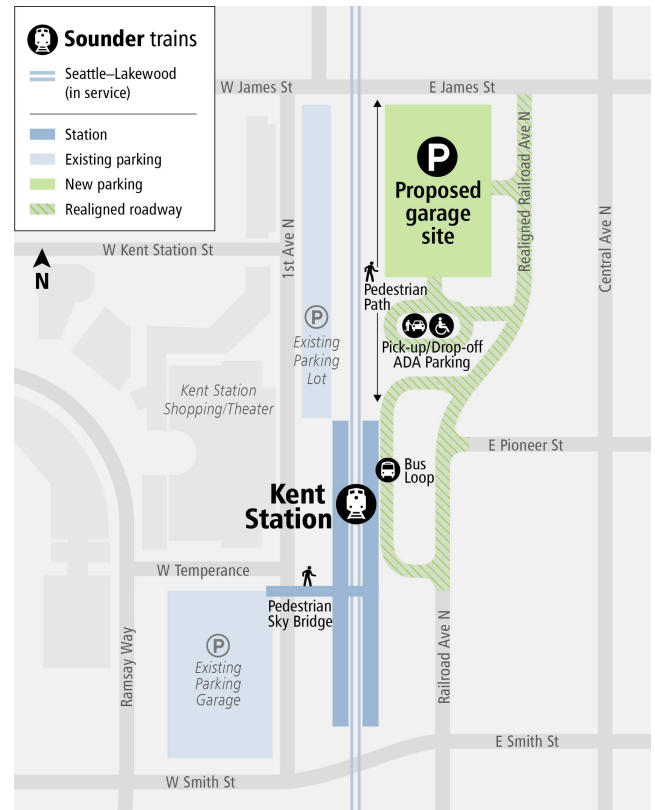 Sounder trains
Seattle–Lakewood
(in service)
Station
Existing parking
New parking
Realigned roadway
N
W James St
E James St
W Kent Station St
1st Ave N
P
Proposed
garage
site
Realigned Railroad Ave N
Central Ave N
Pedestrian
Path
P
Existing
Parking
Lot
Pick-up/Drop-off
ADA Parking
Kent Station
Shopping/Theater
E Pioneer St
Bus
Loop
Kent
Station
W Temperance
Pedestrian
Sky Bridge
P
Existing
Parking
Garage
Ramsay Way
Railroad Ave N
E Smith St
W Smith St